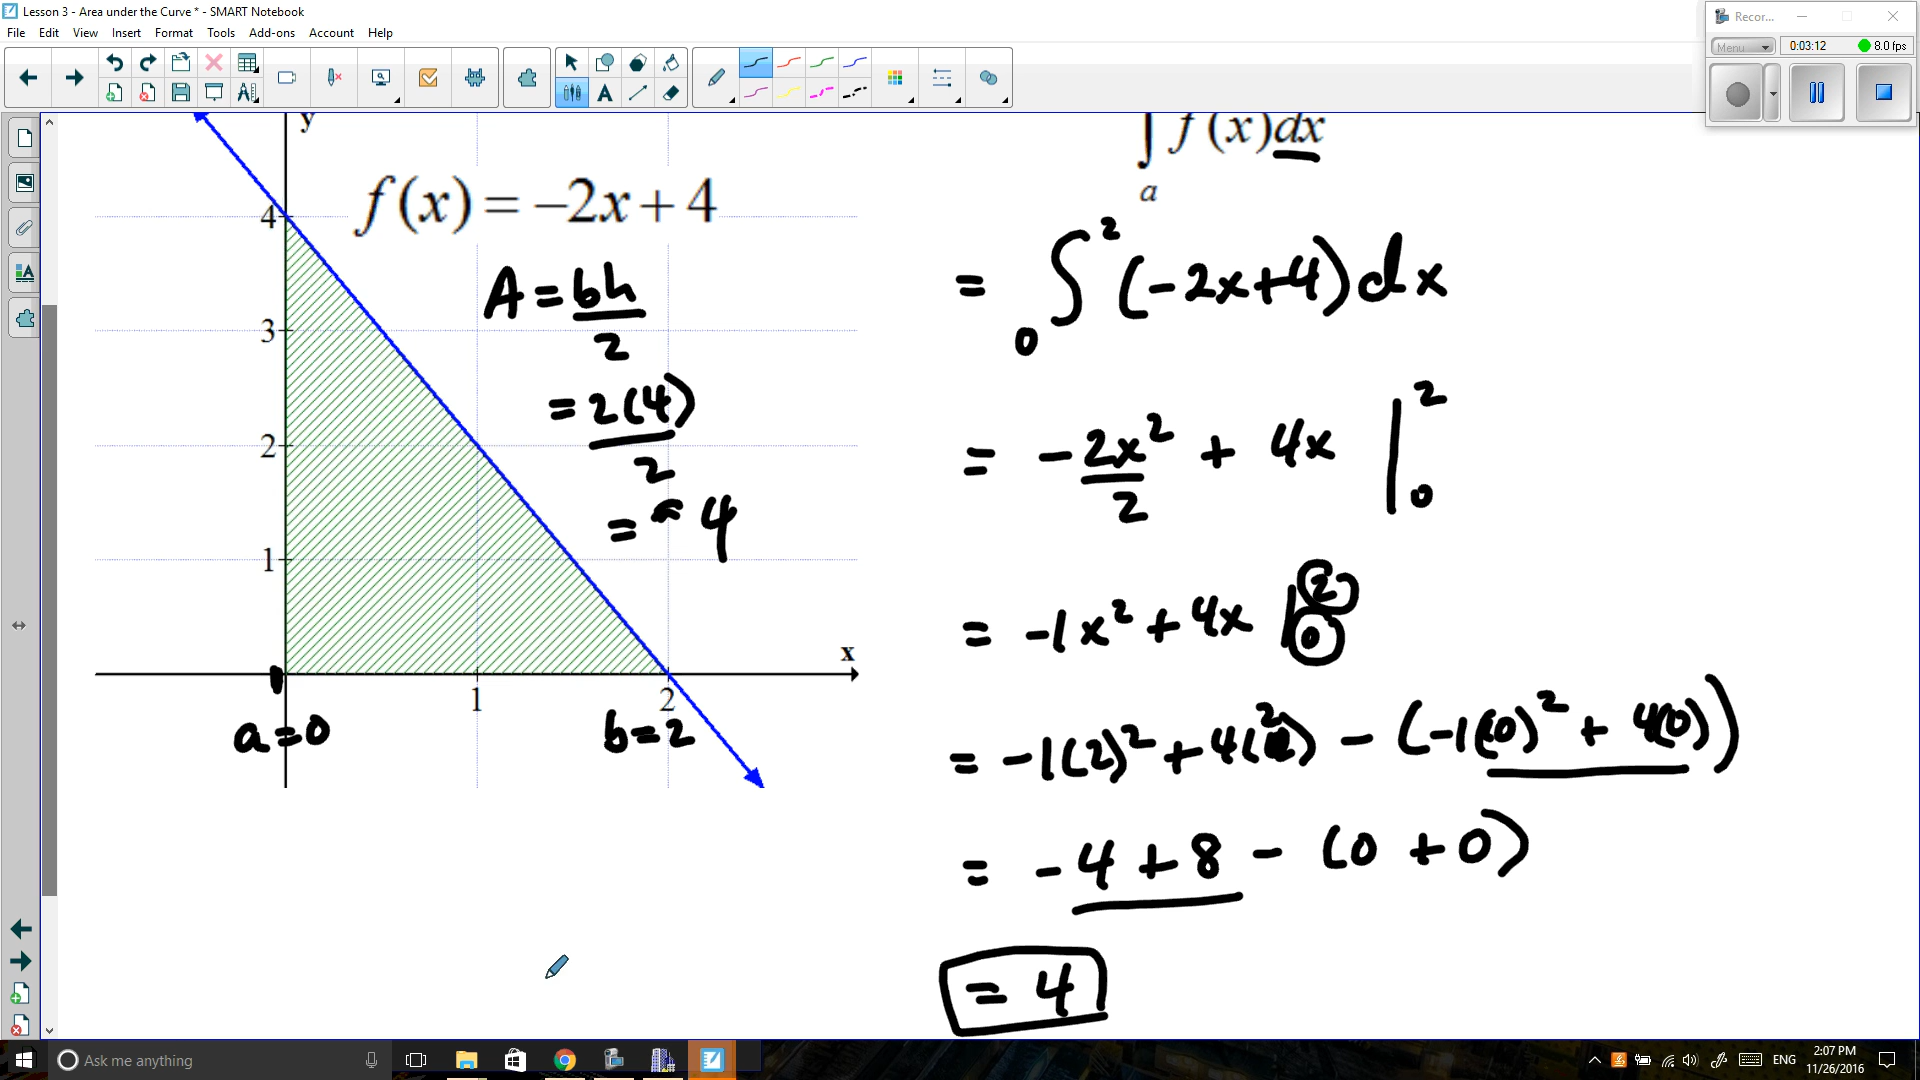 Lesson 3 - Area under the Curve * - SMART Notebook
File Edit View Insert Format Tools Add-ons Account Help
Recor...
Menu 0:03:12 8.0 fps
y
f(x) = −2x + 4
4
3
2
1
x
1 2
a=0 b=2
A = bh/2
= 2(4)/2
= 4
∫ f(x)dx
a
= ∫₀² (-2x+4)dx
= -2x²/2 + 4x |₀²
= -1x² + 4x |₀²
= -1(2)² + 4(2) - (-1(0)² + 4(0))
= -4 + 8 - (0 + 0)
= 4
Ask me anything
ENG
2:07 PM
11/26/2016